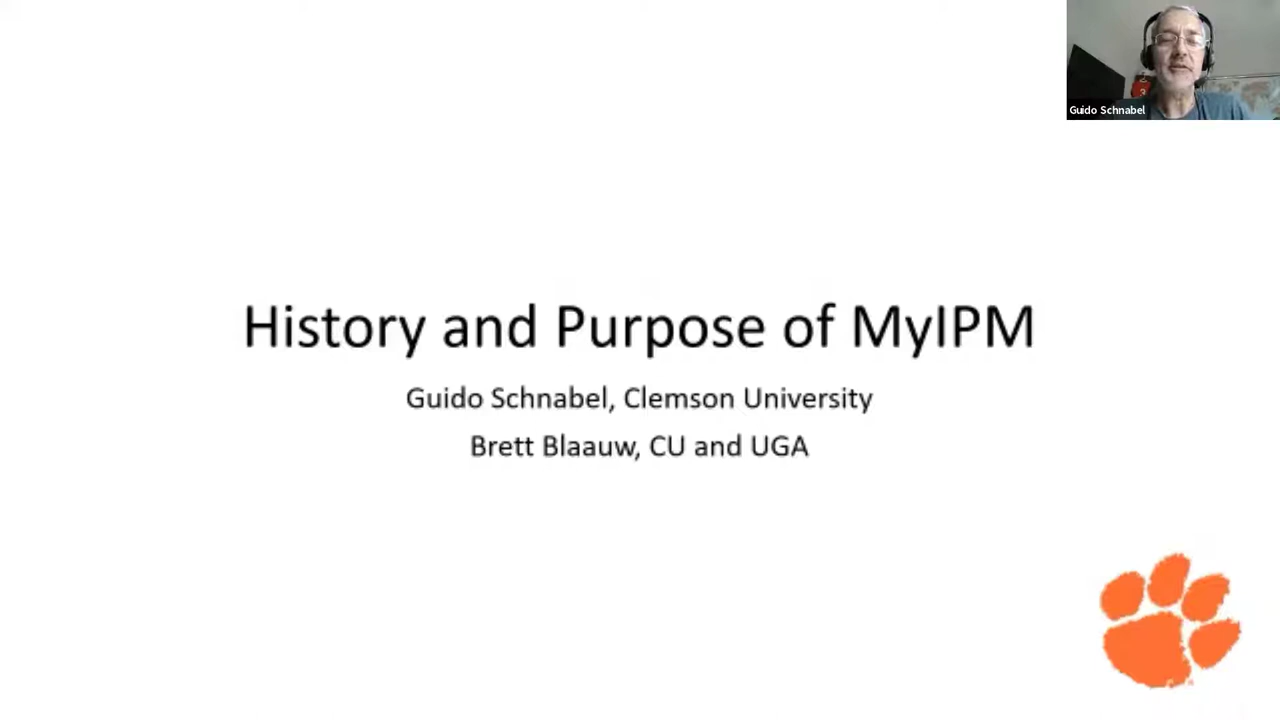 Guido Schnabel
History and Purpose of MyIPM
Guido Schnabel, Clemson University
Brett Blaauw, CU and UGA